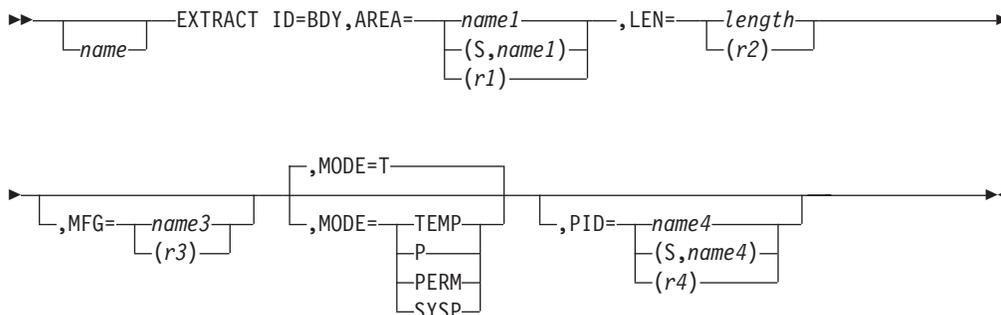 EXTRACT ID=BDY,AREA= name1 ,LEN= length
name (S,name1) (r2)
(r1)
,MODE=T
,MFG= name3 ,MODE= TEMP ,PID= name4
(r3) P (S,name4)
PERM (r4)
SYSP